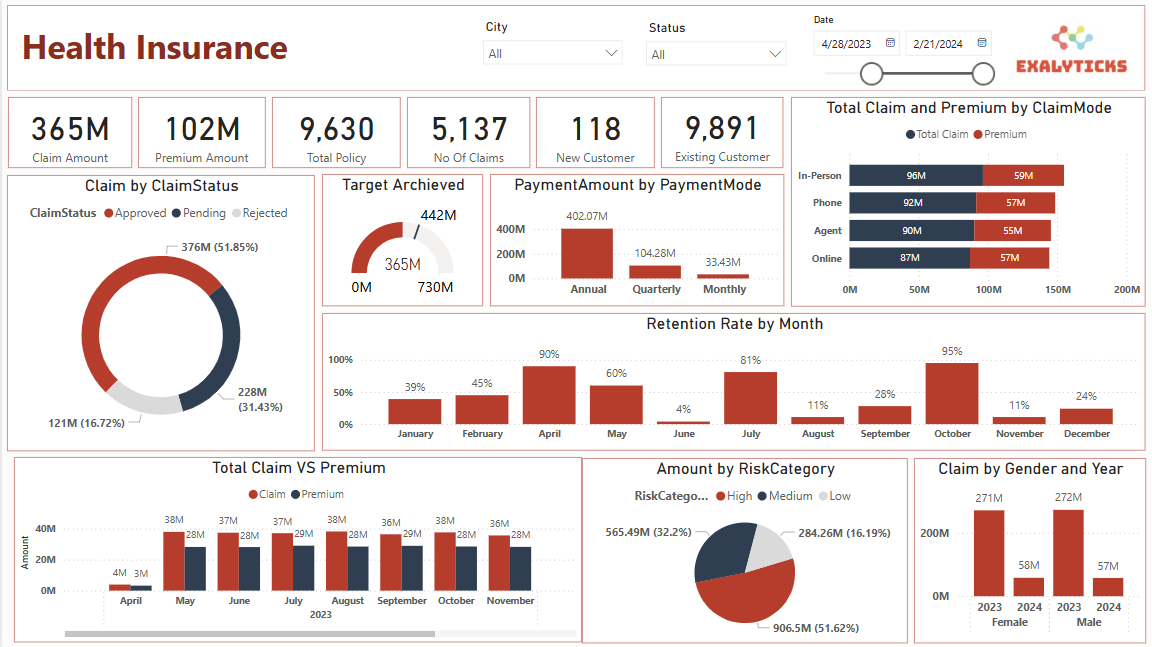 Health Insurance
City
All
Status
All
Date
4/28/2023
2/21/2024
EXALYTICKS
365M
Claim Amount
102M
Premium Amount
9,630
Total Policy
5,137
No Of Claims
118
New Customer
9,891
Existing Customer
Total Claim and Premium by ClaimMode
Total Claim Premium
In-Person 96M 59M
Phone 92M 57M
Agent 90M 55M
Online 87M 57M
0M 50M 100M 150M 200M
Claim by ClaimStatus
ClaimStatus Approved Pending Rejected
376M (51.85%)
228M
(31.43%)
121M (16.72%)
Target Archieved
442M
365M
0M 730M
PaymentAmount by PaymentMode
402.07M
400M
104.28M
200M
33.43M
0M
Annual Quarterly Monthly
Retention Rate by Month
100%
50%
0%
39% 45% 90% 60% 4% 81% 11% 28% 95% 11% 24%
January February April May June July August September October November December
Total Claim VS Premium
Claim Premium
Amount
40M
20M
0M
4M 3M 38M 28M 37M 28M 37M 29M 38M 28M 36M 29M 38M 28M 36M 28M
April May June July August September October November
2023
Amount by RiskCategory
RiskCatego... High Medium Low
565.49M (32.2%)
284.26M (16.19%)
906.5M (51.62%)
Claim by Gender and Year
271M 58M 272M 57M
200M
0M
2023 2024 2023 2024
Female Male